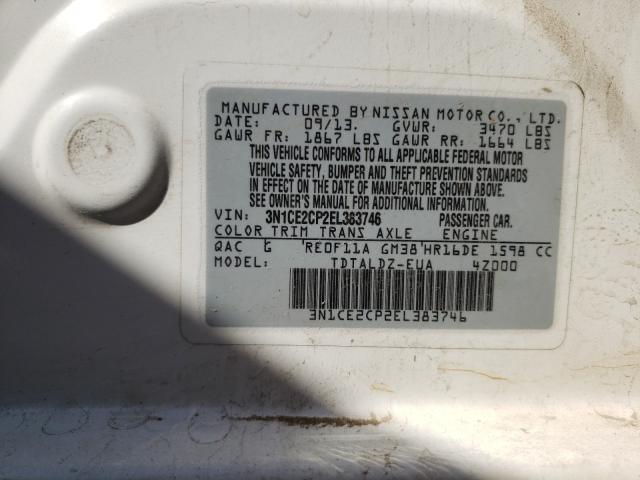 MANUFACTURED BY NISSAN MOTOR CO., LTD.
DATE: 09/13. GVWR: 3470 LBS
GAWR FR: 1867 LBS GAWR RR: 1664 LBS
THIS VEHICLE CONFORMS TO ALL APPLICABLE FEDERAL MOTOR
VEHICLE SAFETY, BUMPER AND THEFT PREVENTION STANDARDS
IN EFFECT ON THE DATE OF MANUFACTURE SHOWN ABOVE.
SEE OWNER'S MANUAL FOR ADDITIONAL INFORMATION.
VIN: 3N1CE2CP2EL383746 PASSENGER CAR.
COLOR TRIM TRANS AXLE ENGINE
QAC G RE0F11A GM38 HR16DE 1598 CC
MODEL: TDTALDZ-EUA 4Z000
3N1CE2CP2EL383746